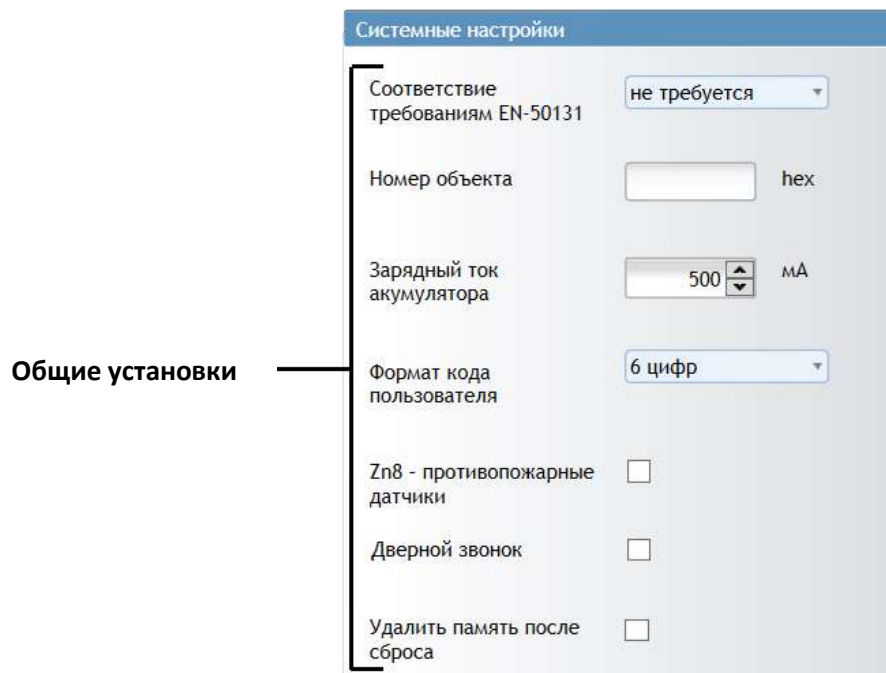 Системные настройки
Соответствие
требованиям EN-50131
не требуется
Номер объекта
hex
Зарядный ток
акумулятора
500
мА
Общие установки
Формат кода
пользователя
6 цифр
Zn8 - противопожарные
датчики
Дверной звонок
Удалить память после
сброса